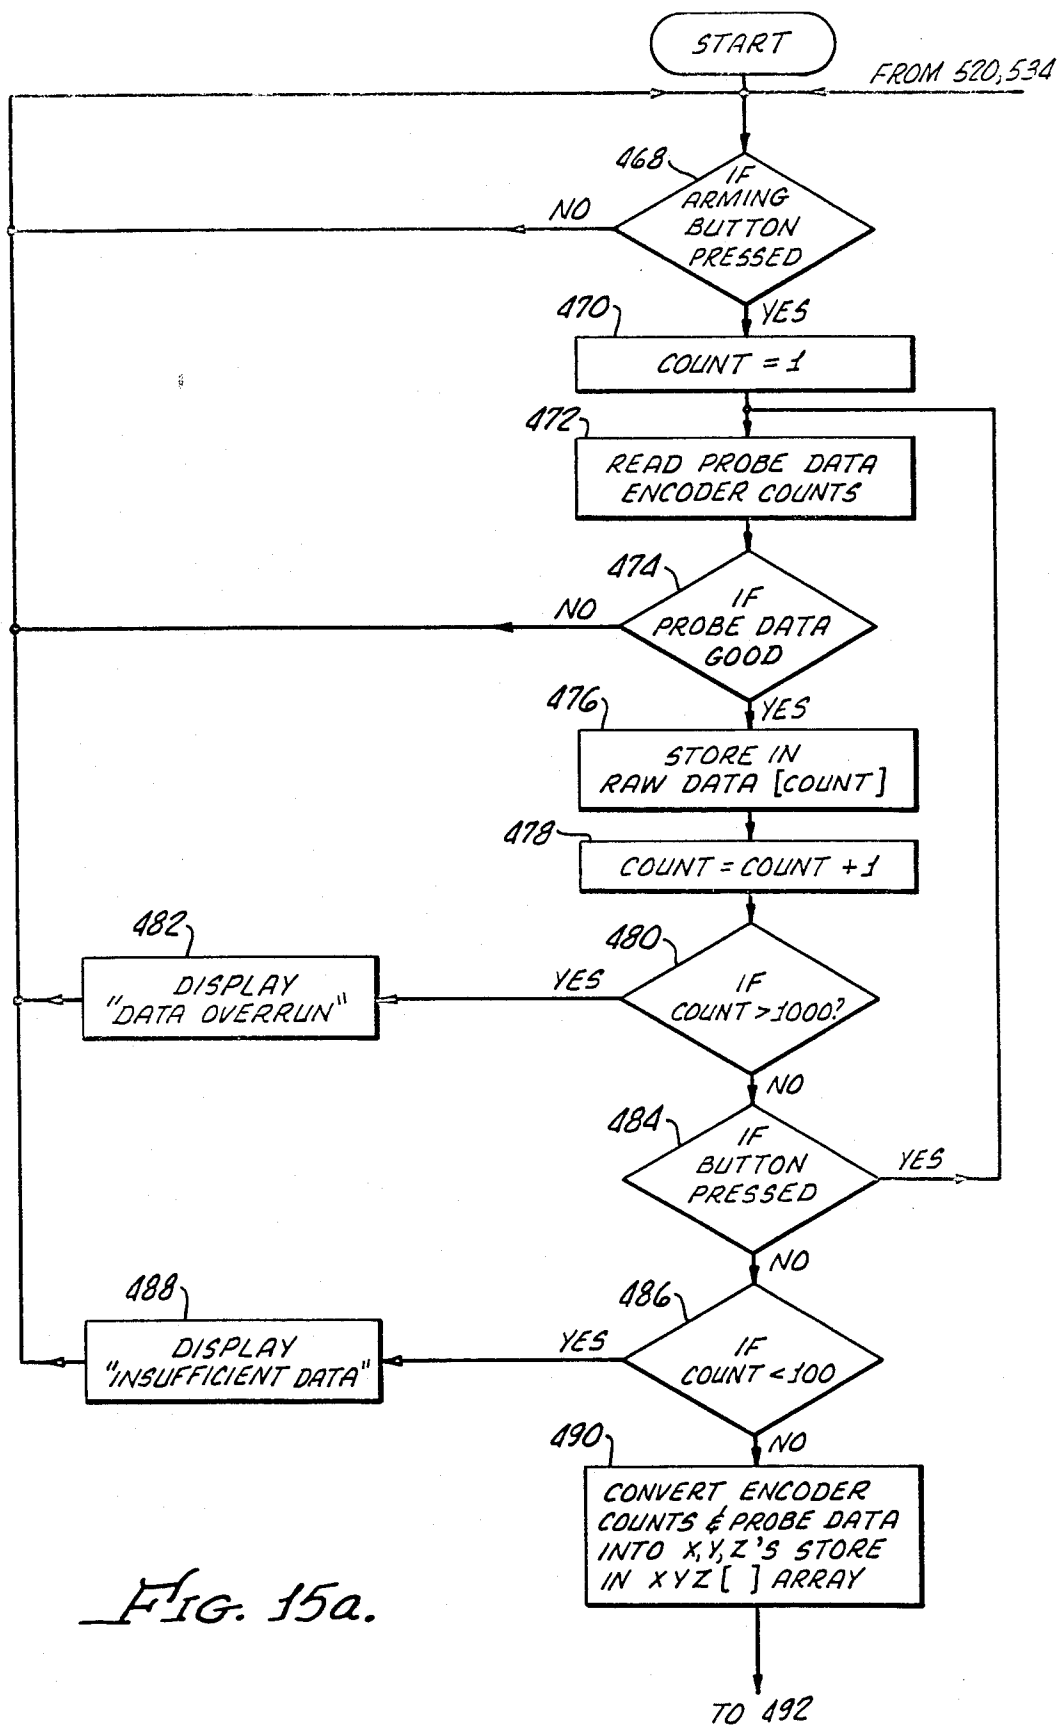 START
FROM 520,534
468
IF
ARMING
BUTTON
PRESSED
NO
YES
470
COUNT = 1
472
READ PROBE DATA
ENCODER COUNTS
474
IF
PROBE DATA
GOOD
NO
YES
476
STORE IN
RAW DATA [COUNT]
478
COUNT = COUNT + 1
480
IF
COUNT > 1000?
YES
482
DISPLAY
"DATA OVERRUN"
NO
484
IF
BUTTON
PRESSED
YES
NO
486
IF
COUNT < 100
YES
488
DISPLAY
"INSUFFICIENT DATA"
NO
490
CONVERT ENCODER
COUNTS & PROBE DATA
INTO X,Y,Z'S STORE
IN XYZ [ ] ARRAY
TO 492
FIG. 15a.